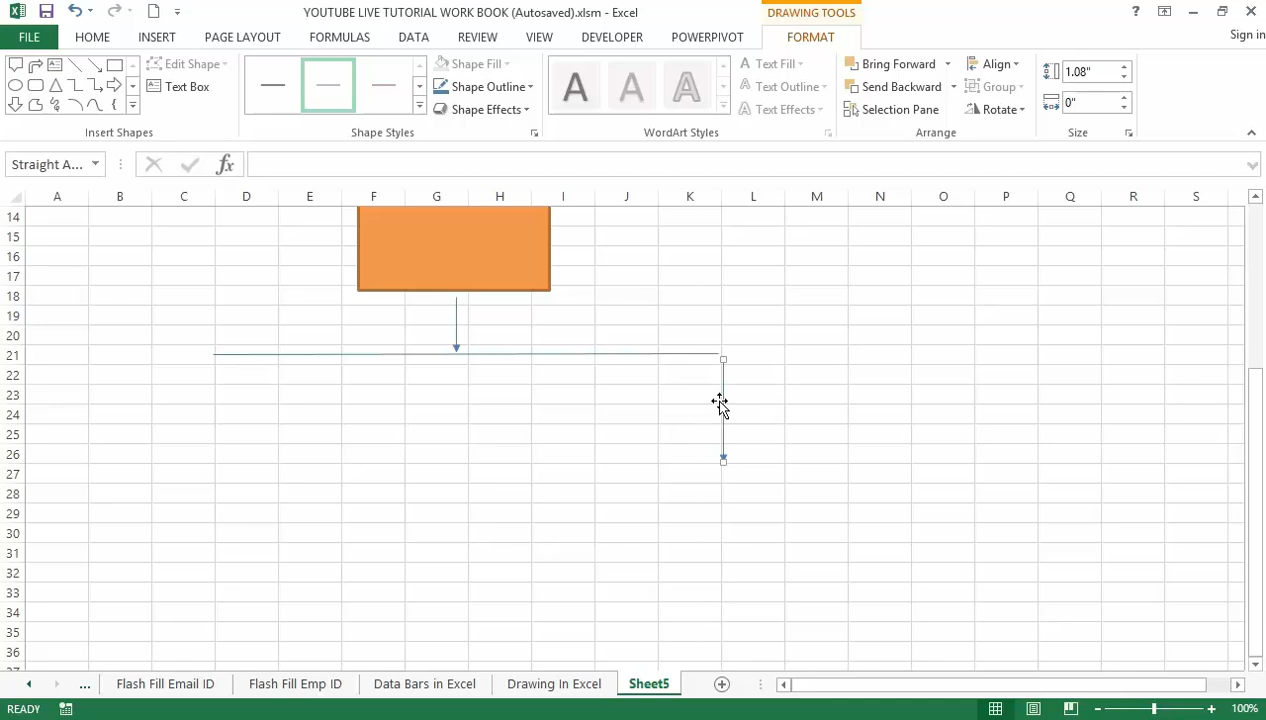 YOUTUBE LIVE TUTORIAL WORK BOOK (Autosaved).xlsm - Excel
DRAWING TOOLS
?
FILE HOME INSERT PAGE LAYOUT FORMULAS DATA REVIEW VIEW DEVELOPER POWERPIVOT FORMAT
Sign in
Edit Shape
Text Box
Insert Shapes
Shape Fill
Shape Outline
Shape Effects
Shape Styles
A A A
Text Fill
Text Outline
Text Effects
WordArt Styles
Bring Forward
Send Backward
Selection Pane
Align
Group
Rotate
Arrange
1.08"
0"
Size
Straight A...
fx
A B C D E F G H I J K L M N O P Q R S
14
15
16
17
18
19
20
21
22
23
24
25
26
27
28
29
30
31
32
33
34
35
36
... Flash Fill Email ID Flash Fill Emp ID Data Bars in Excel Drawing In Excel Sheet5
READY
100%